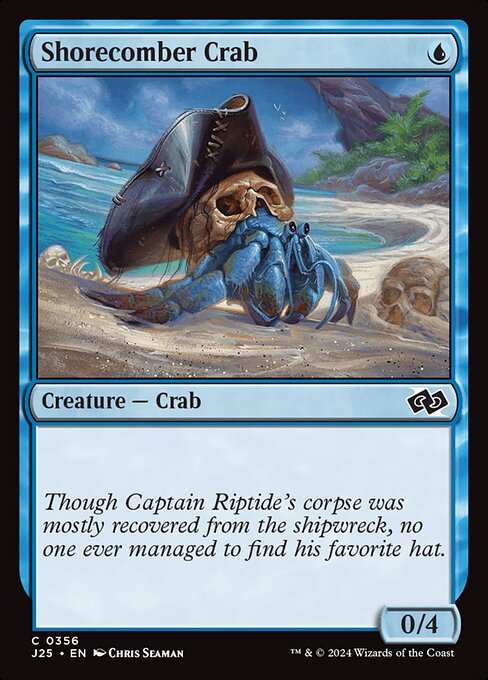 Shorecomber Crab
Creature — Crab
Though Captain Riptide's corpse was
mostly recovered from the shipwreck, no
one ever managed to find his favorite hat.
0/4
C 0356
J25 • EN Chris Seaman
™ & © 2024 Wizards of the Coast